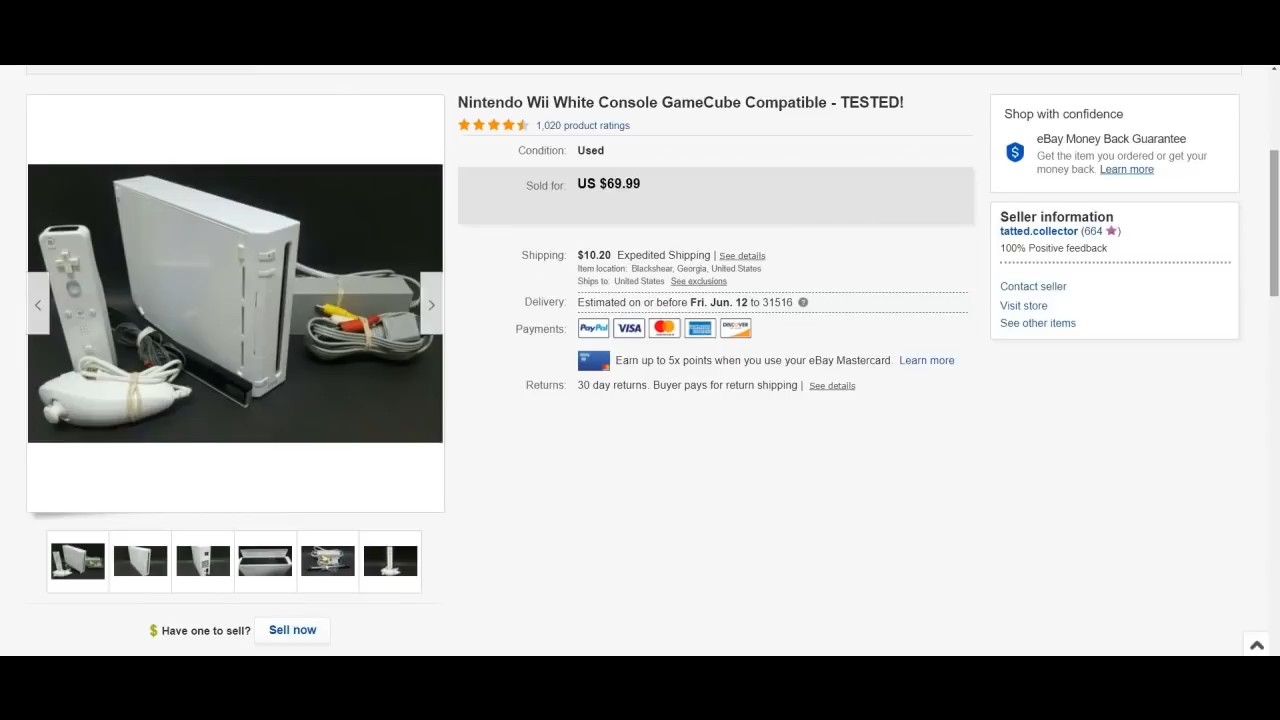 Nintendo Wii White Console GameCube Compatible - TESTED!
1,020 product ratings
Condition: Used
Sold for: US $69.99
Shipping: $10.20 Expedited Shipping | See details
Item location: Blackshear, Georgia, United States
Ships to: United States See exclusions
Delivery: Estimated on or before Fri. Jun. 12 to 31516 ?
Payments: PayPal VISA MasterCard DISCOVER
Earn up to 5x points when you use your eBay Mastercard. Learn more
Returns: 30 day returns. Buyer pays for return shipping | See details
Shop with confidence
eBay Money Back Guarantee
Get the item you ordered or get your
money back. Learn more
Seller information
tatted.collector (664)
100% Positive feedback
Contact seller
Visit store
See other items
$ Have one to sell? Sell now